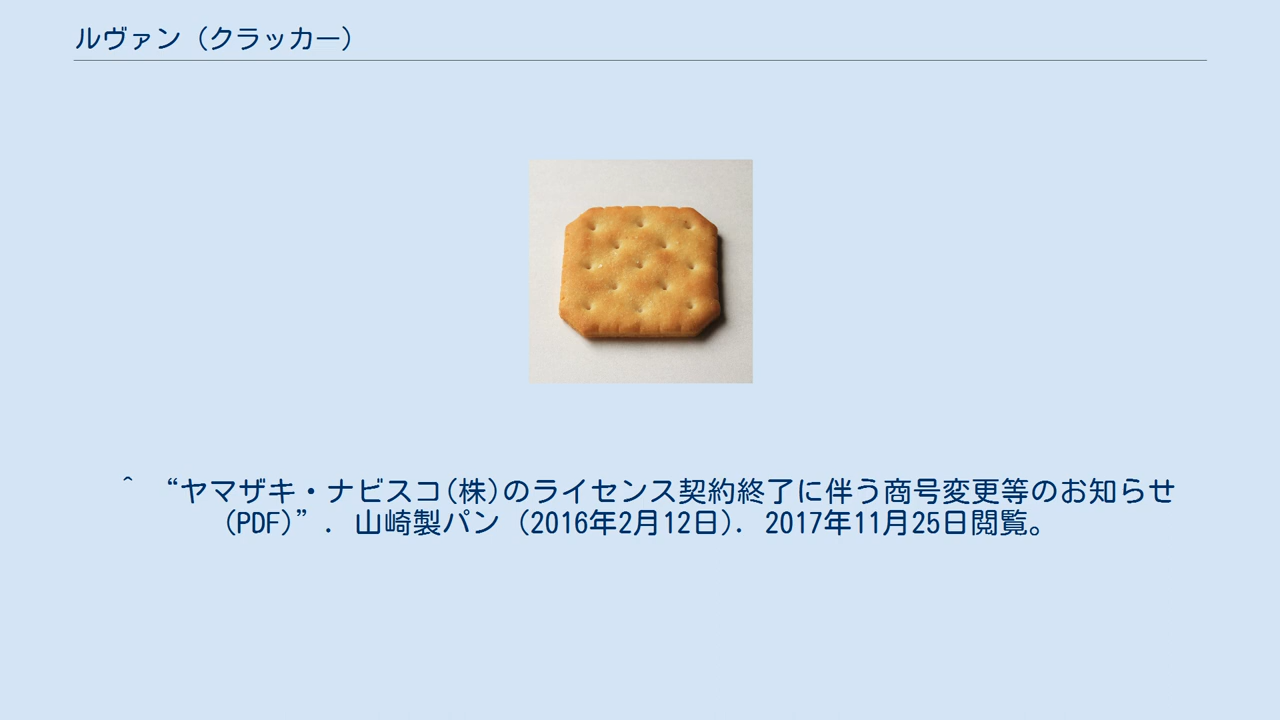 ルヴァン（クラッカー）
^ “ヤマザキ・ナビスコ(株)のライセンス契約終了に伴う商号変更等のお知らせ
(PDF)”. 山崎製パン (2016年2月12日). 2017年11月25日閲覧。